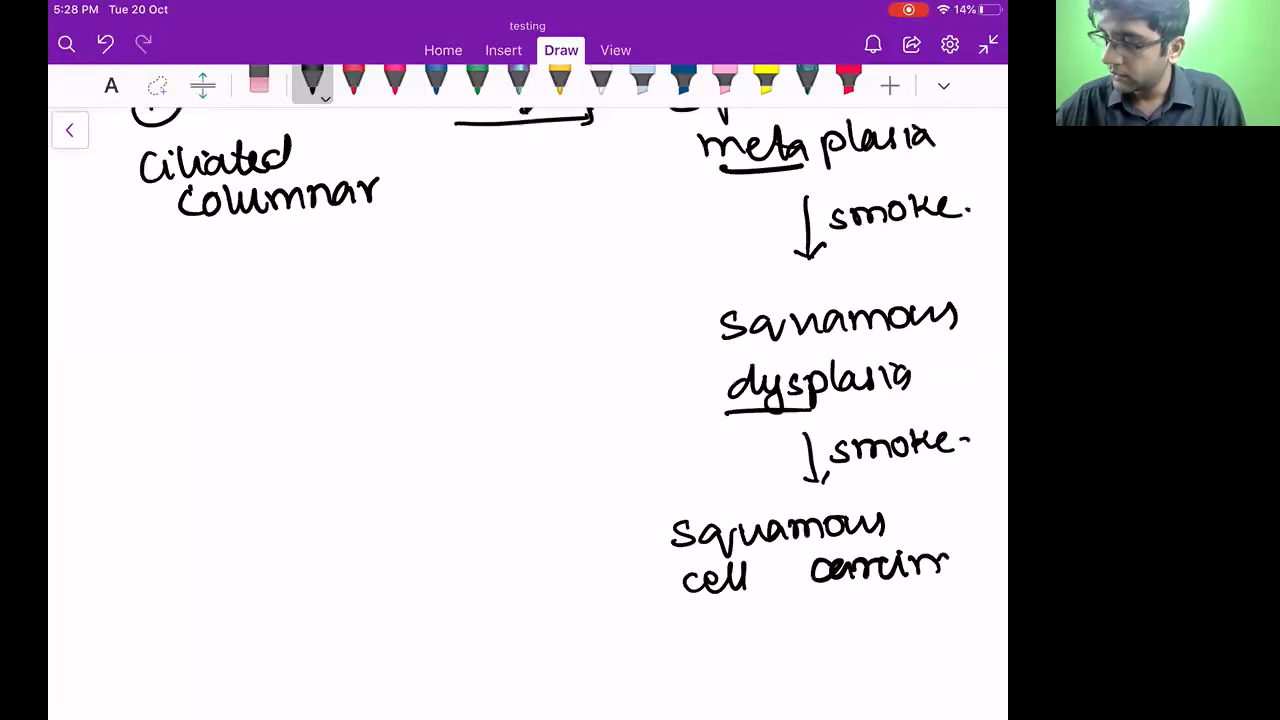 5:28 PM Tue 20 Oct
14%
testing
Home Insert Draw View
A
ciliated
columnar
metaplasia
smoke.
squamous
dysplasia
smoke-
squamous
cell